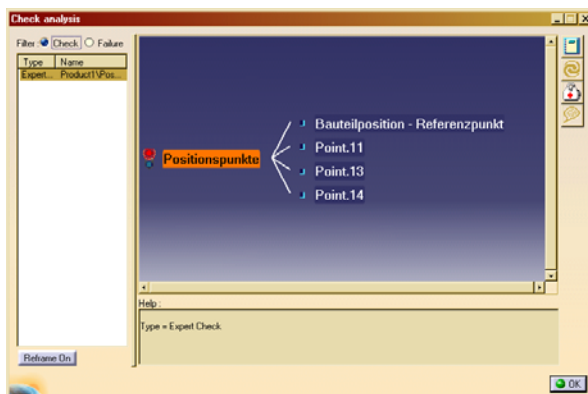 Check analysis
Filter: Check Failure
Type Name
Expert... Product1\Pos...
Bauteilposition - Referenzpunkt
Point.11
Positionspunkte
Point.13
Point.14
Help :
Type = Expert Check
Reframe On
OK